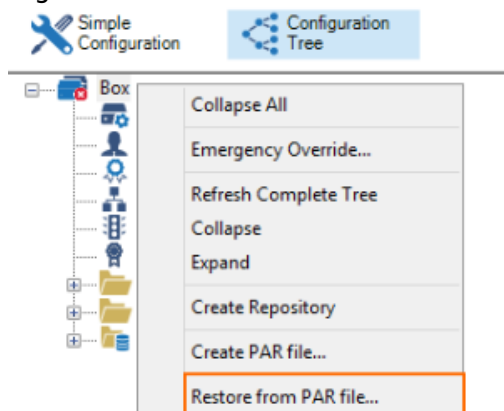 Simple
Configuration
Configuration
Tree
Box
Collapse All
Emergency Override...
Refresh Complete Tree
Collapse
Expand
Create Repository
Create PAR file...
Restore from PAR file...